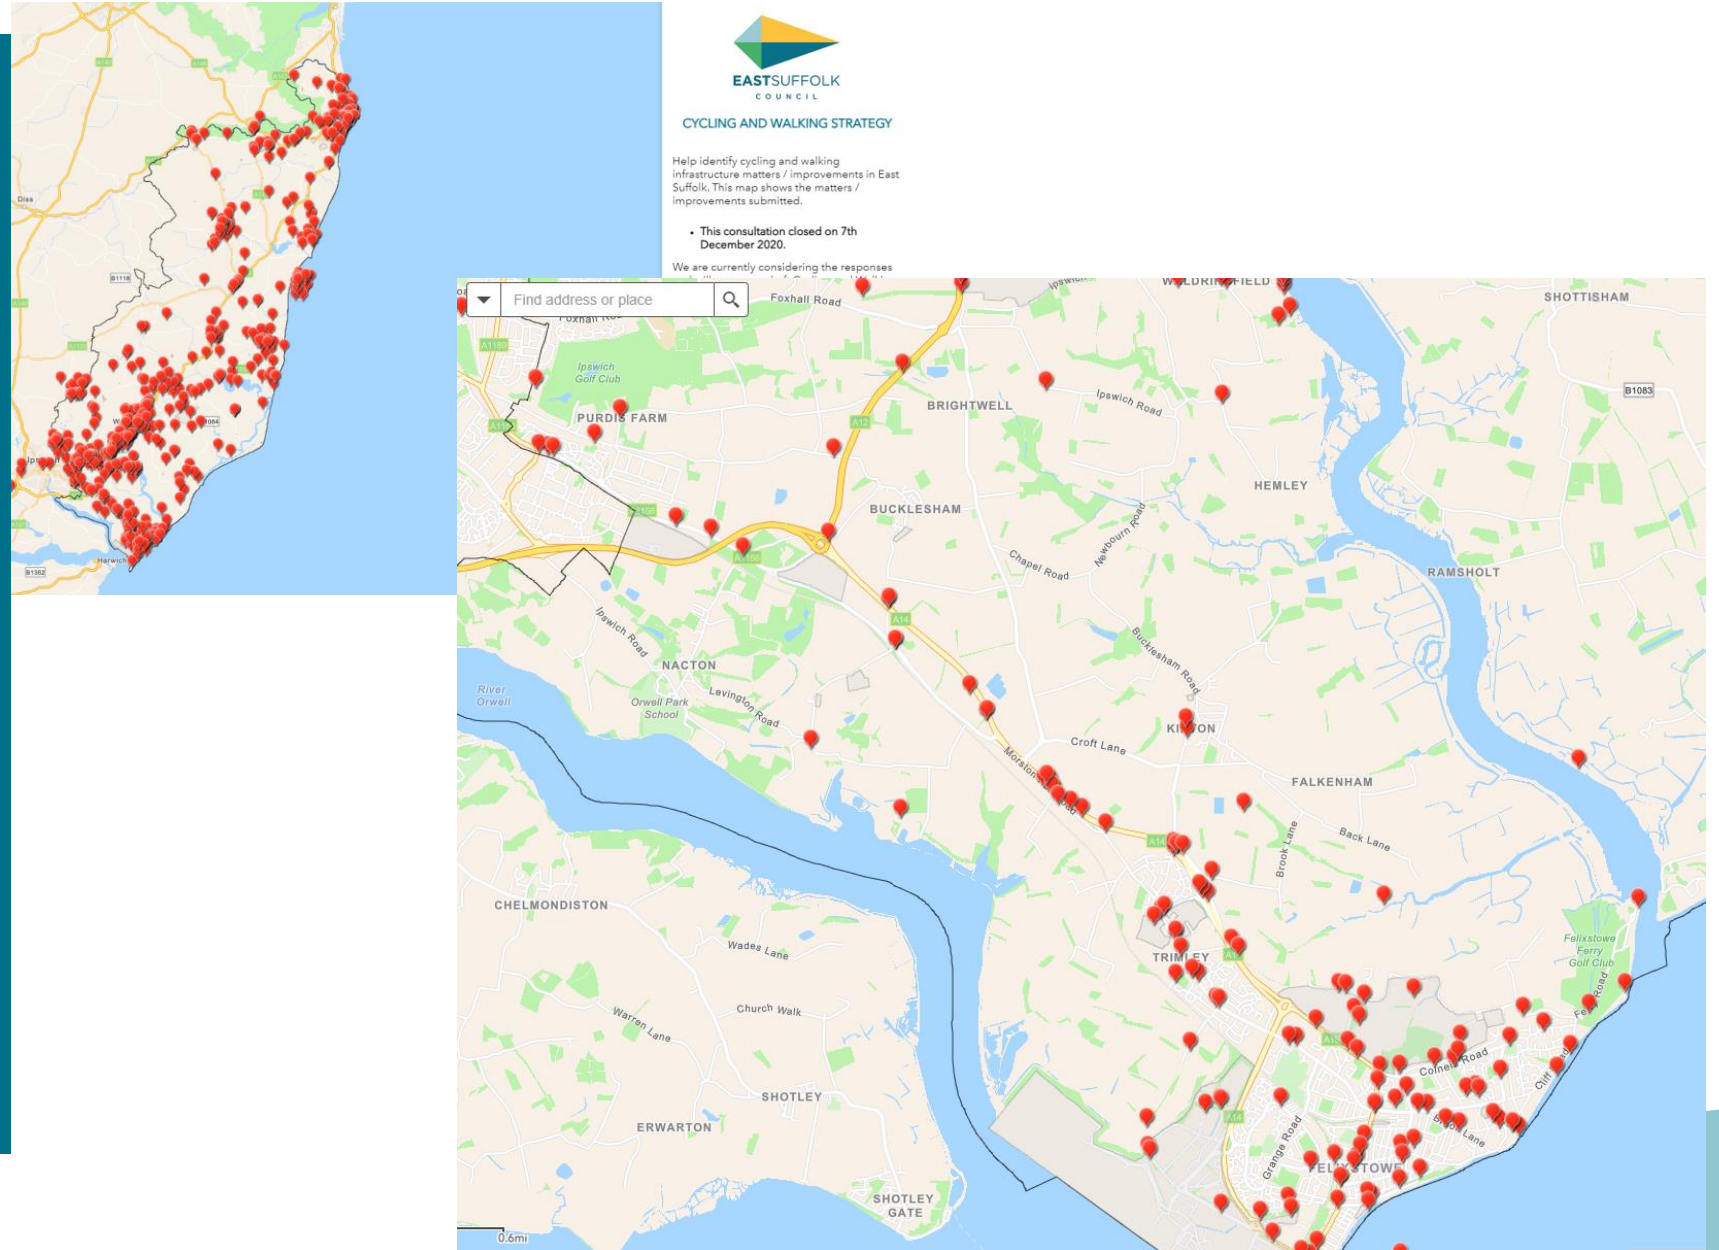 EASTSUFFOLK
COUNCIL
CYCLING AND WALKING STRATEGY
Help identify cycling and walking
infrastructure matters / improvements in East
Suffolk. This map shows the matters /
improvements submitted.
• This consultation closed on 7th
December 2020.
We are currently considering the responses
Diss
B1118
Harwich
B1352
Find address or place
Foxhall Road
SHOTTISHAM
A1189
Ipswich
Golf Club
B1083
PURDIS FARM
BRIGHTWELL
Ipswich Road
A12
HEMLEY
BUCKLESHAM
Newbourn Road
Chapel Road
RAMSHOLT
A14
Ipswich Road
Bucklesham Road
NACTON
River
Orwell
Orwell Park
School
Levington Road
Croft Lane
FALKENHAM
Back Lane
Brook Lane
A14
CHELMONDISTON
Wades Lane
Felixstowe
Ferry
Golf Club
TRIMLEY
Church Walk
Warren Lane
SHOTLEY
A14
ERWARTON
Grange Road
FELIXSTOWE
SHOTLEY
GATE
0.6mi